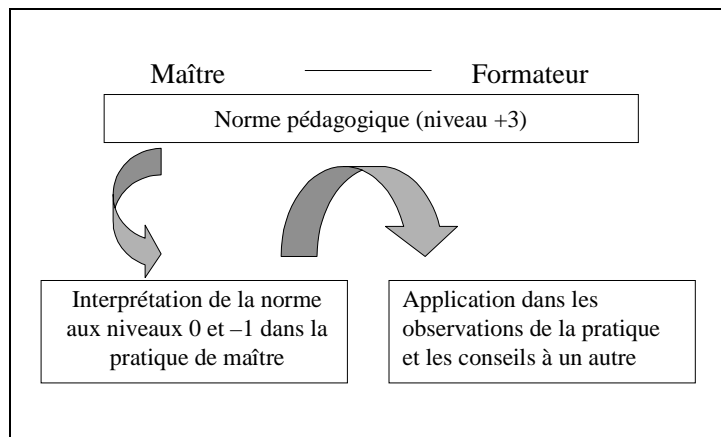 Maître Formateur
Norme pédagogique (niveau +3)
Interprétation de la norme
aux niveaux 0 et –1 dans la
pratique de maître
Application dans les
observations de la pratique
et les conseils à un autre